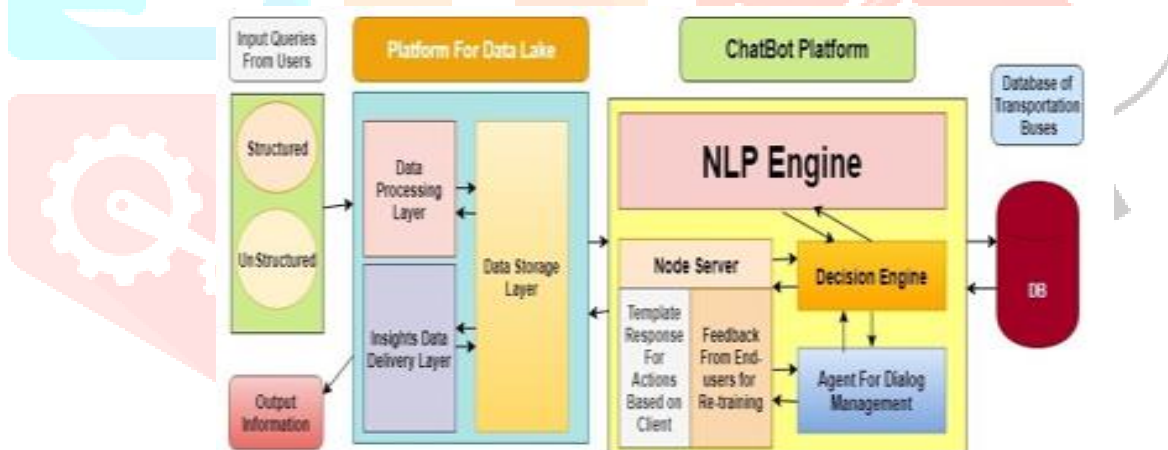 Input Queries
From Users
Platform For Data Lake
ChatBot Platform
Database of
Transportation
Buses
Structured
Un Structured
Data
Processing
Layer
Insights Data
Delivery Layer
Data Storage
Layer
Output
Information
NLP Engine
Node Server
Decision Engine
Template
Response
For
Actions
Based on
Client
Feedback
From End-
users for
Re-training
Agent For Dialog
Management
DB